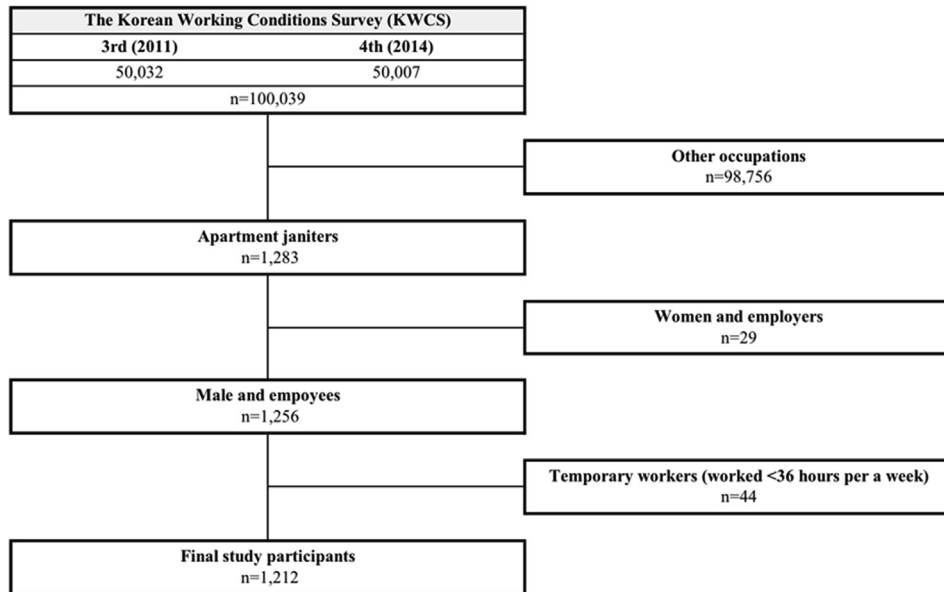 The Korean Working Conditions Survey (KWCS)
3rd (2011) 4th (2014)
50,032 50,007
n=100,039
Other occupations
n=98,756
Apartment janiters
n=1,283
Women and employers
n=29
Male and empoyees
n=1,256
Temporary workers (worked <36 hours per a week)
n=44
Final study participants
n=1,212